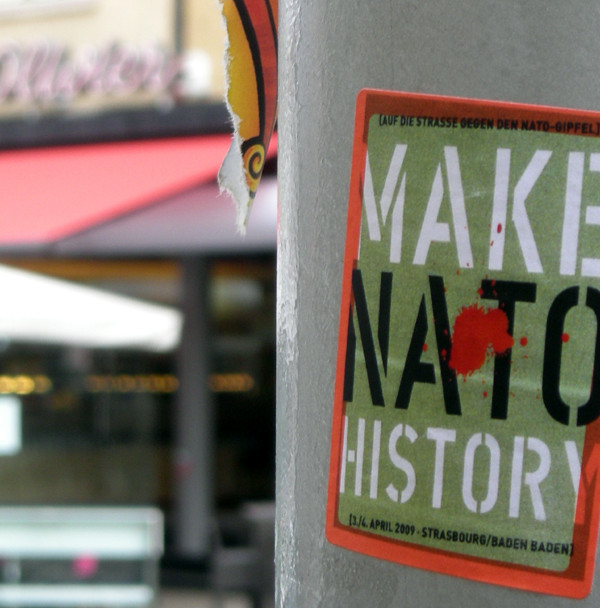 (AUF DIE STRASSE GEGEN DEN NATO-GIPFEL)
MAKE
NATO
HISTORY
[3./4. APRIL 2009 - STRASBOURG/BADEN BADEN]